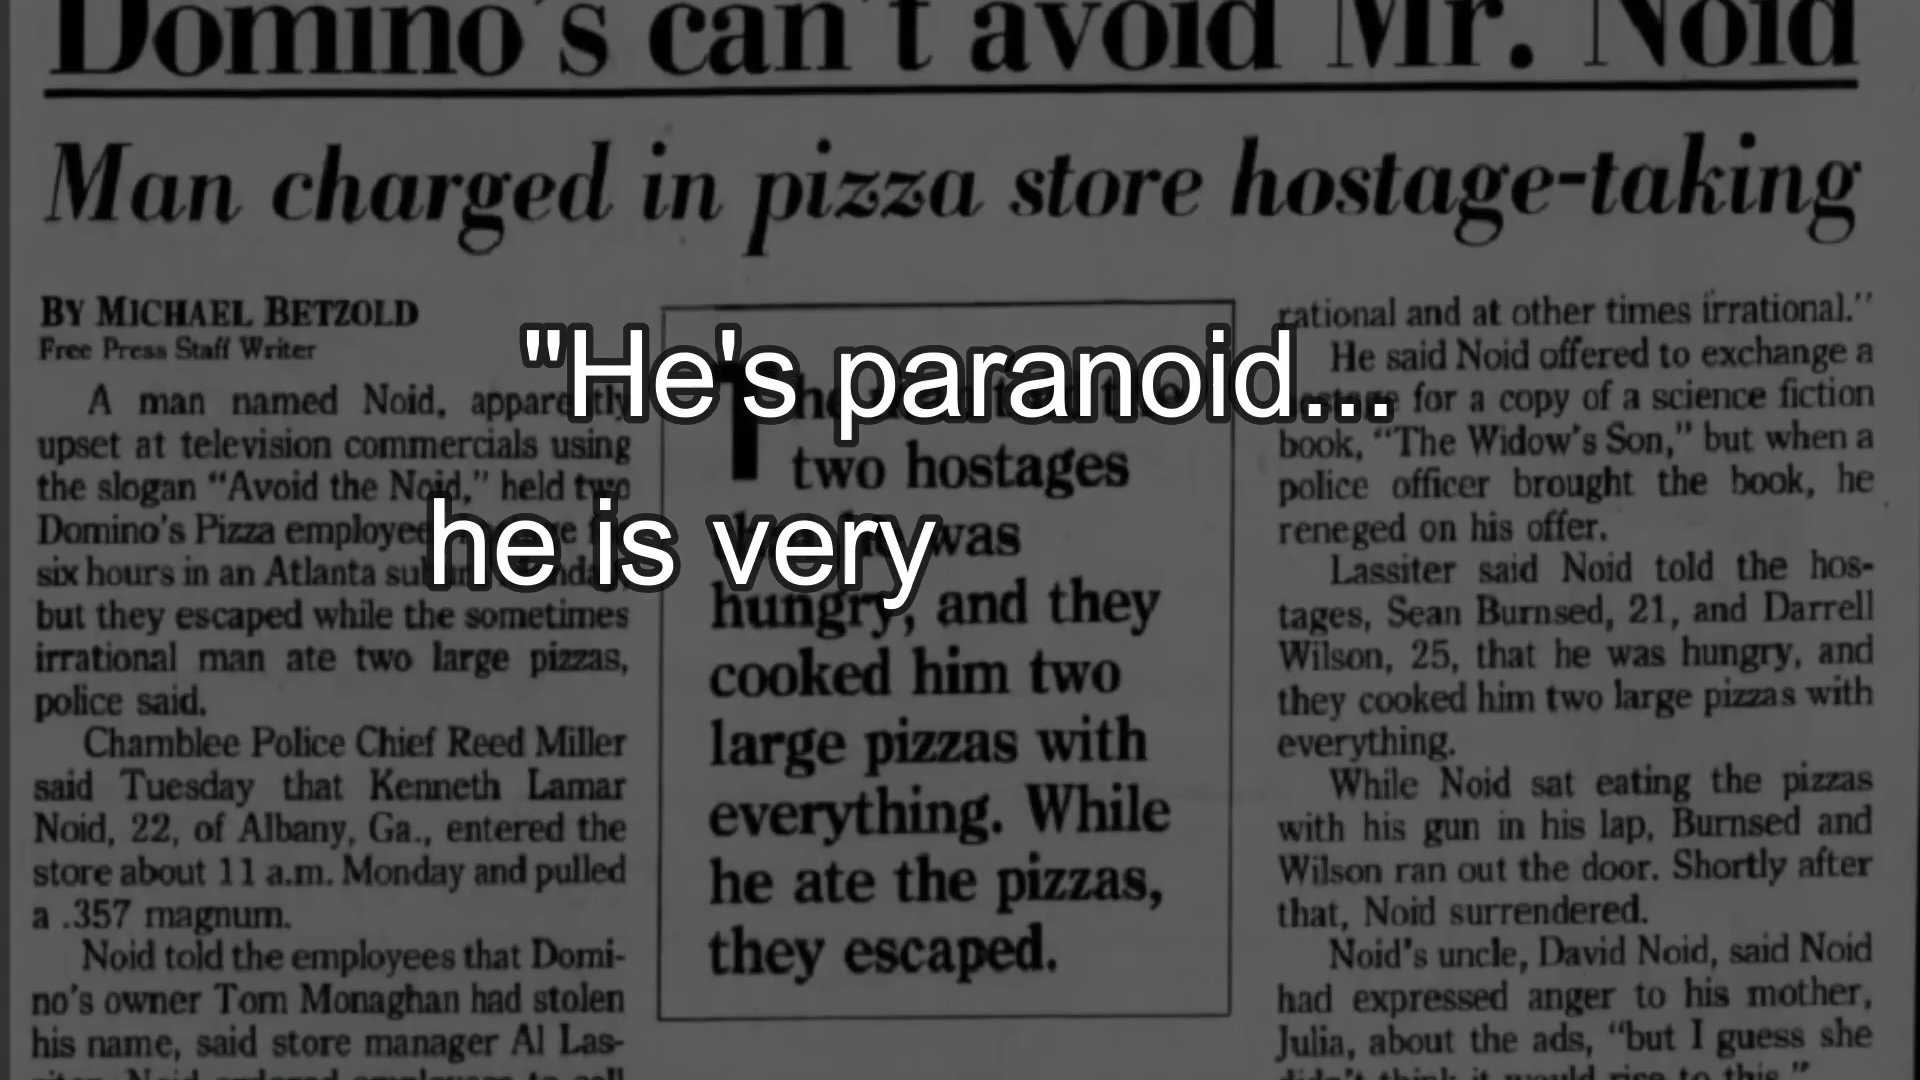 Domino's can't avoid Mr. Noid
Man charged in pizza store hostage-taking
BY MICHAEL BETZOLD
Free Press Staff Writer
A man named Noid, apparently
upset at television commercials using
the slogan “Avoid the Noid,” held two
Domino's Pizza employees
six hours in an Atlanta
but they escaped while the sometimes
irrational man ate two large pizzas,
police said.
Chamblee Police Chief Reed Miller
said Tuesday that Kenneth Lamar
Noid, 22, of Albany, Ga., entered the
store about 11 a.m. Monday and pulled
a .357 magnum.
Noid told the employees that Domi-
no's owner Tom Monaghan had stolen
his name, said store manager Al Las-
"He's paranoid...
he is very
two hostages
was
hungry, and they
cooked him two
large pizzas with
everything. While
he ate the pizzas,
they escaped.
rational and at other times irrational.”
He said Noid offered to exchange a
for a copy of a science fiction
book, “The Widow's Son,” but when a
police officer brought the book, he
reneged on his offer.
Lassiter said Noid told the hos-
tages, Sean Burnsed, 21, and Darrell
Wilson, 25, that he was hungry, and
they cooked him two large pizzas with
everything.
While Noid sat eating the pizzas
with his gun in his lap, Burnsed and
Wilson ran out the door. Shortly after
that, Noid surrendered.
Noid's uncle, David Noid, said Noid
had expressed anger to his mother,
Julia, about the ads, “but I guess she